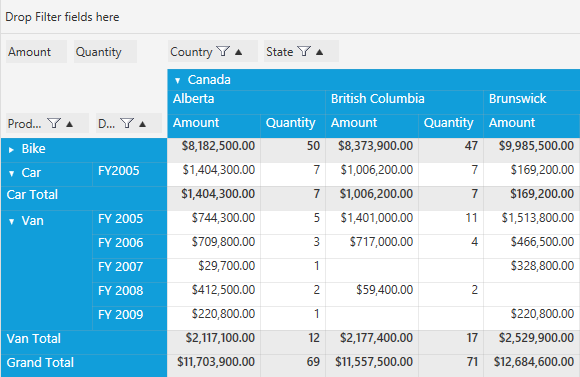 Drop Filter fields here
Amount Quantity Country State
Canada
Alberta British Columbia Brunswick
Prod... D... Amount Quantity Amount Quantity Amount
Bike $8,182,500.00 50 $8,373,900.00 47 $9,985,500.00
Car FY2005 $1,404,300.00 7 $1,006,200.00 7 $169,200.00
Car Total $1,404,300.00 7 $1,006,200.00 7 $169,200.00
Van FY 2005 $744,300.00 5 $1,401,000.00 11 $1,513,800.00
FY 2006 $709,800.00 3 $717,000.00 4 $466,500.00
FY 2007 $29,700.00 1 $328,800.00
FY 2008 $412,500.00 2 $59,400.00 2
FY 2009 $220,800.00 1 $220,800.00
Van Total $2,117,100.00 12 $2,177,400.00 17 $2,529,900.00
Grand Total $11,703,900.00 69 $11,557,500.00 71 $12,684,600.00